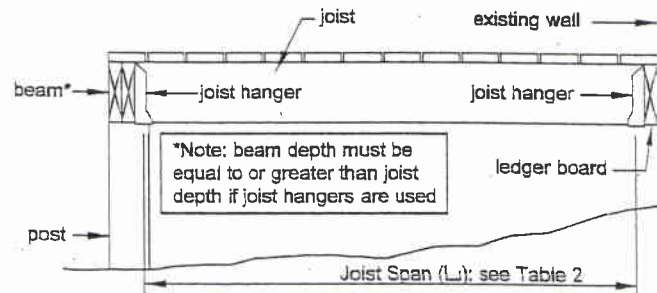 joist
existing wall
beam*
joist hanger
joist hanger
*Note: beam depth must be
equal to or greater than joist
depth if joist hangers are used
ledger board
post
Joist Span (L): see Table 2